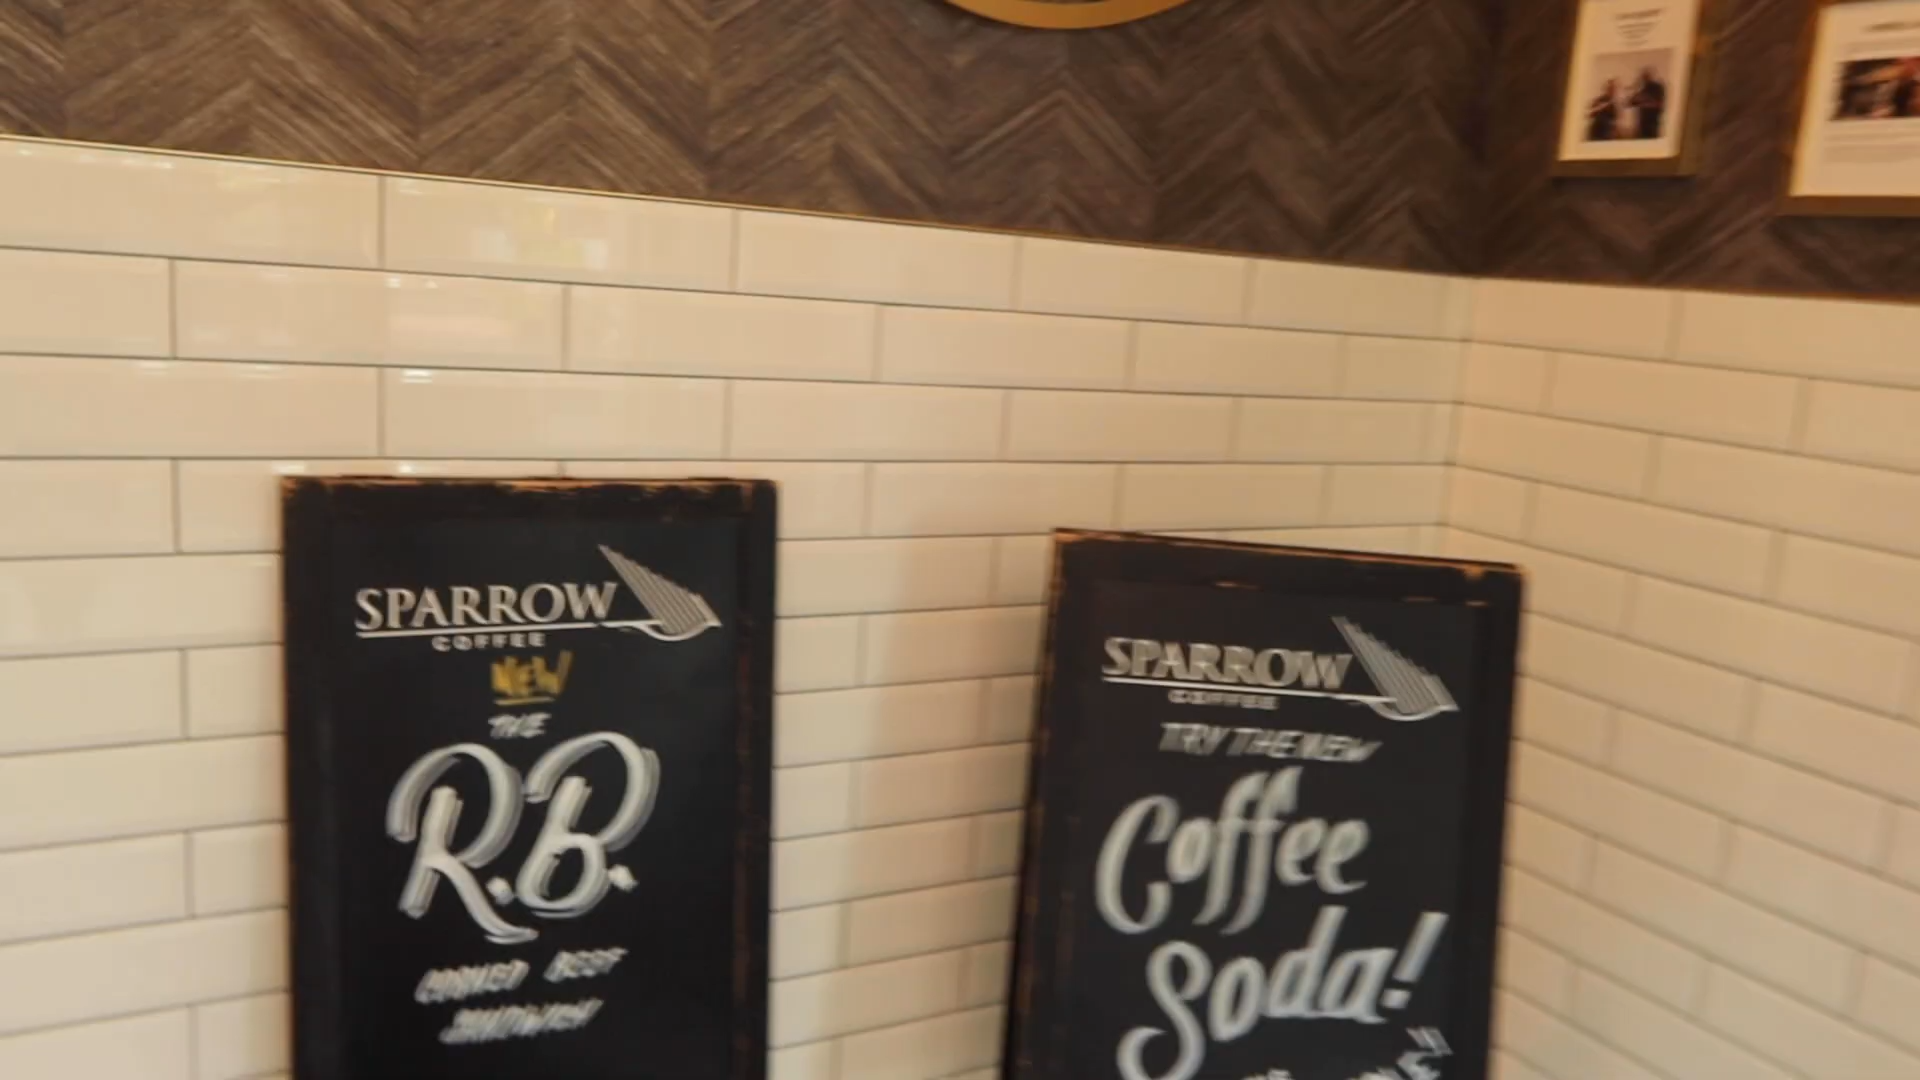 SPARROW
COFFEE
NEW
THE
R.B.
CORNED BEEF
SANDWICH
SPARROW
COFFEE
TRY THE NEW
Coffee
Soda!